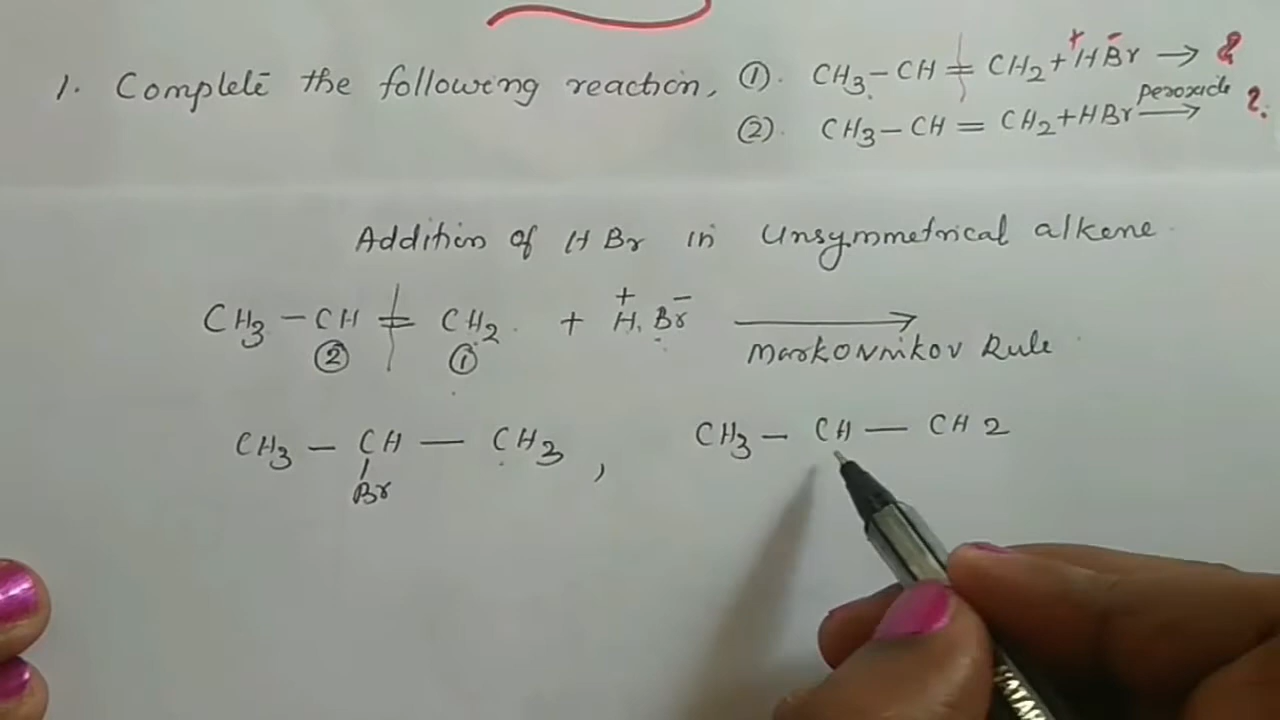 1. Complete the following reaction, ①. CH₃-CH=CH₂+H⁺Br⁻ → ?
②. CH₃-CH=CH₂+HBr peroxide → ?
Addition of HBr in Unsymmetrical alkene
CH₃-CH=CH₂ + H⁺Br⁻ →
② ① Markovnikov Rule
CH₃-CH-CH₃, CH₃-CH-CH2
Br